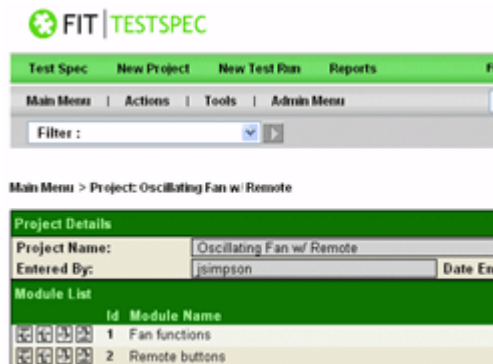 FIT TESTSPEC
Test Spec New Project New Test Run Reports
Main Menu | Actions | Tools | Admin Menu
Filter :
Main Menu > Project: Oscillating Fan w/ Remote
Project Details
Project Name: Oscillating Fan w/ Remote
Entered By: jsimpson Date En
Module List
Id Module Name
1 Fan functions
2 Remote buttons